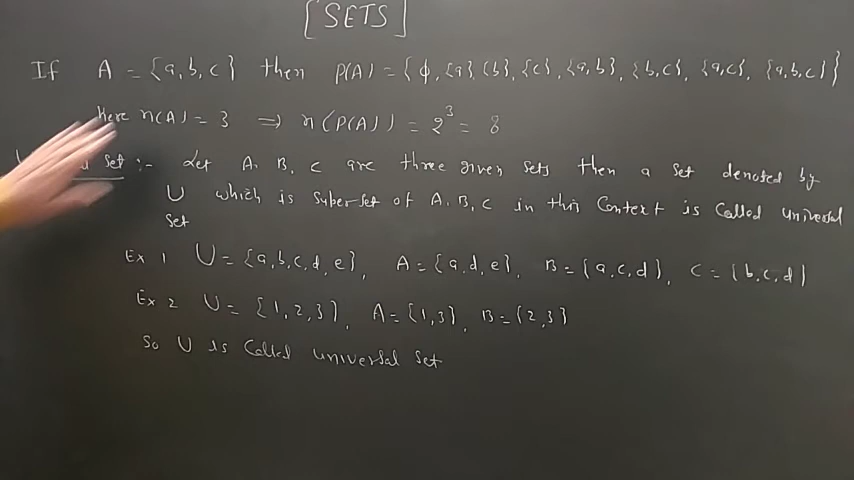 [SETS]
If A = {a, b, c} then P(A) = {ϕ, {a} {b}, {c}, {a, b}, {b, c}, {a, c}, {a, b, c}}
Here n(A) = 3 ⇒ n(P(A)) = 2³ = 8
Set :- Let A, B, C are three given sets then a set denoted by
U which is superset of A, B, C in this Context is Called universal
set
Ex 1 U = {a, b, c, d, e}, A = {a, d, e}, B = {a, c, d}, C = {b, c, d}
Ex 2 U = {1, 2, 3}, A = {1, 3}, B = {2, 3}
So U is Called universal set